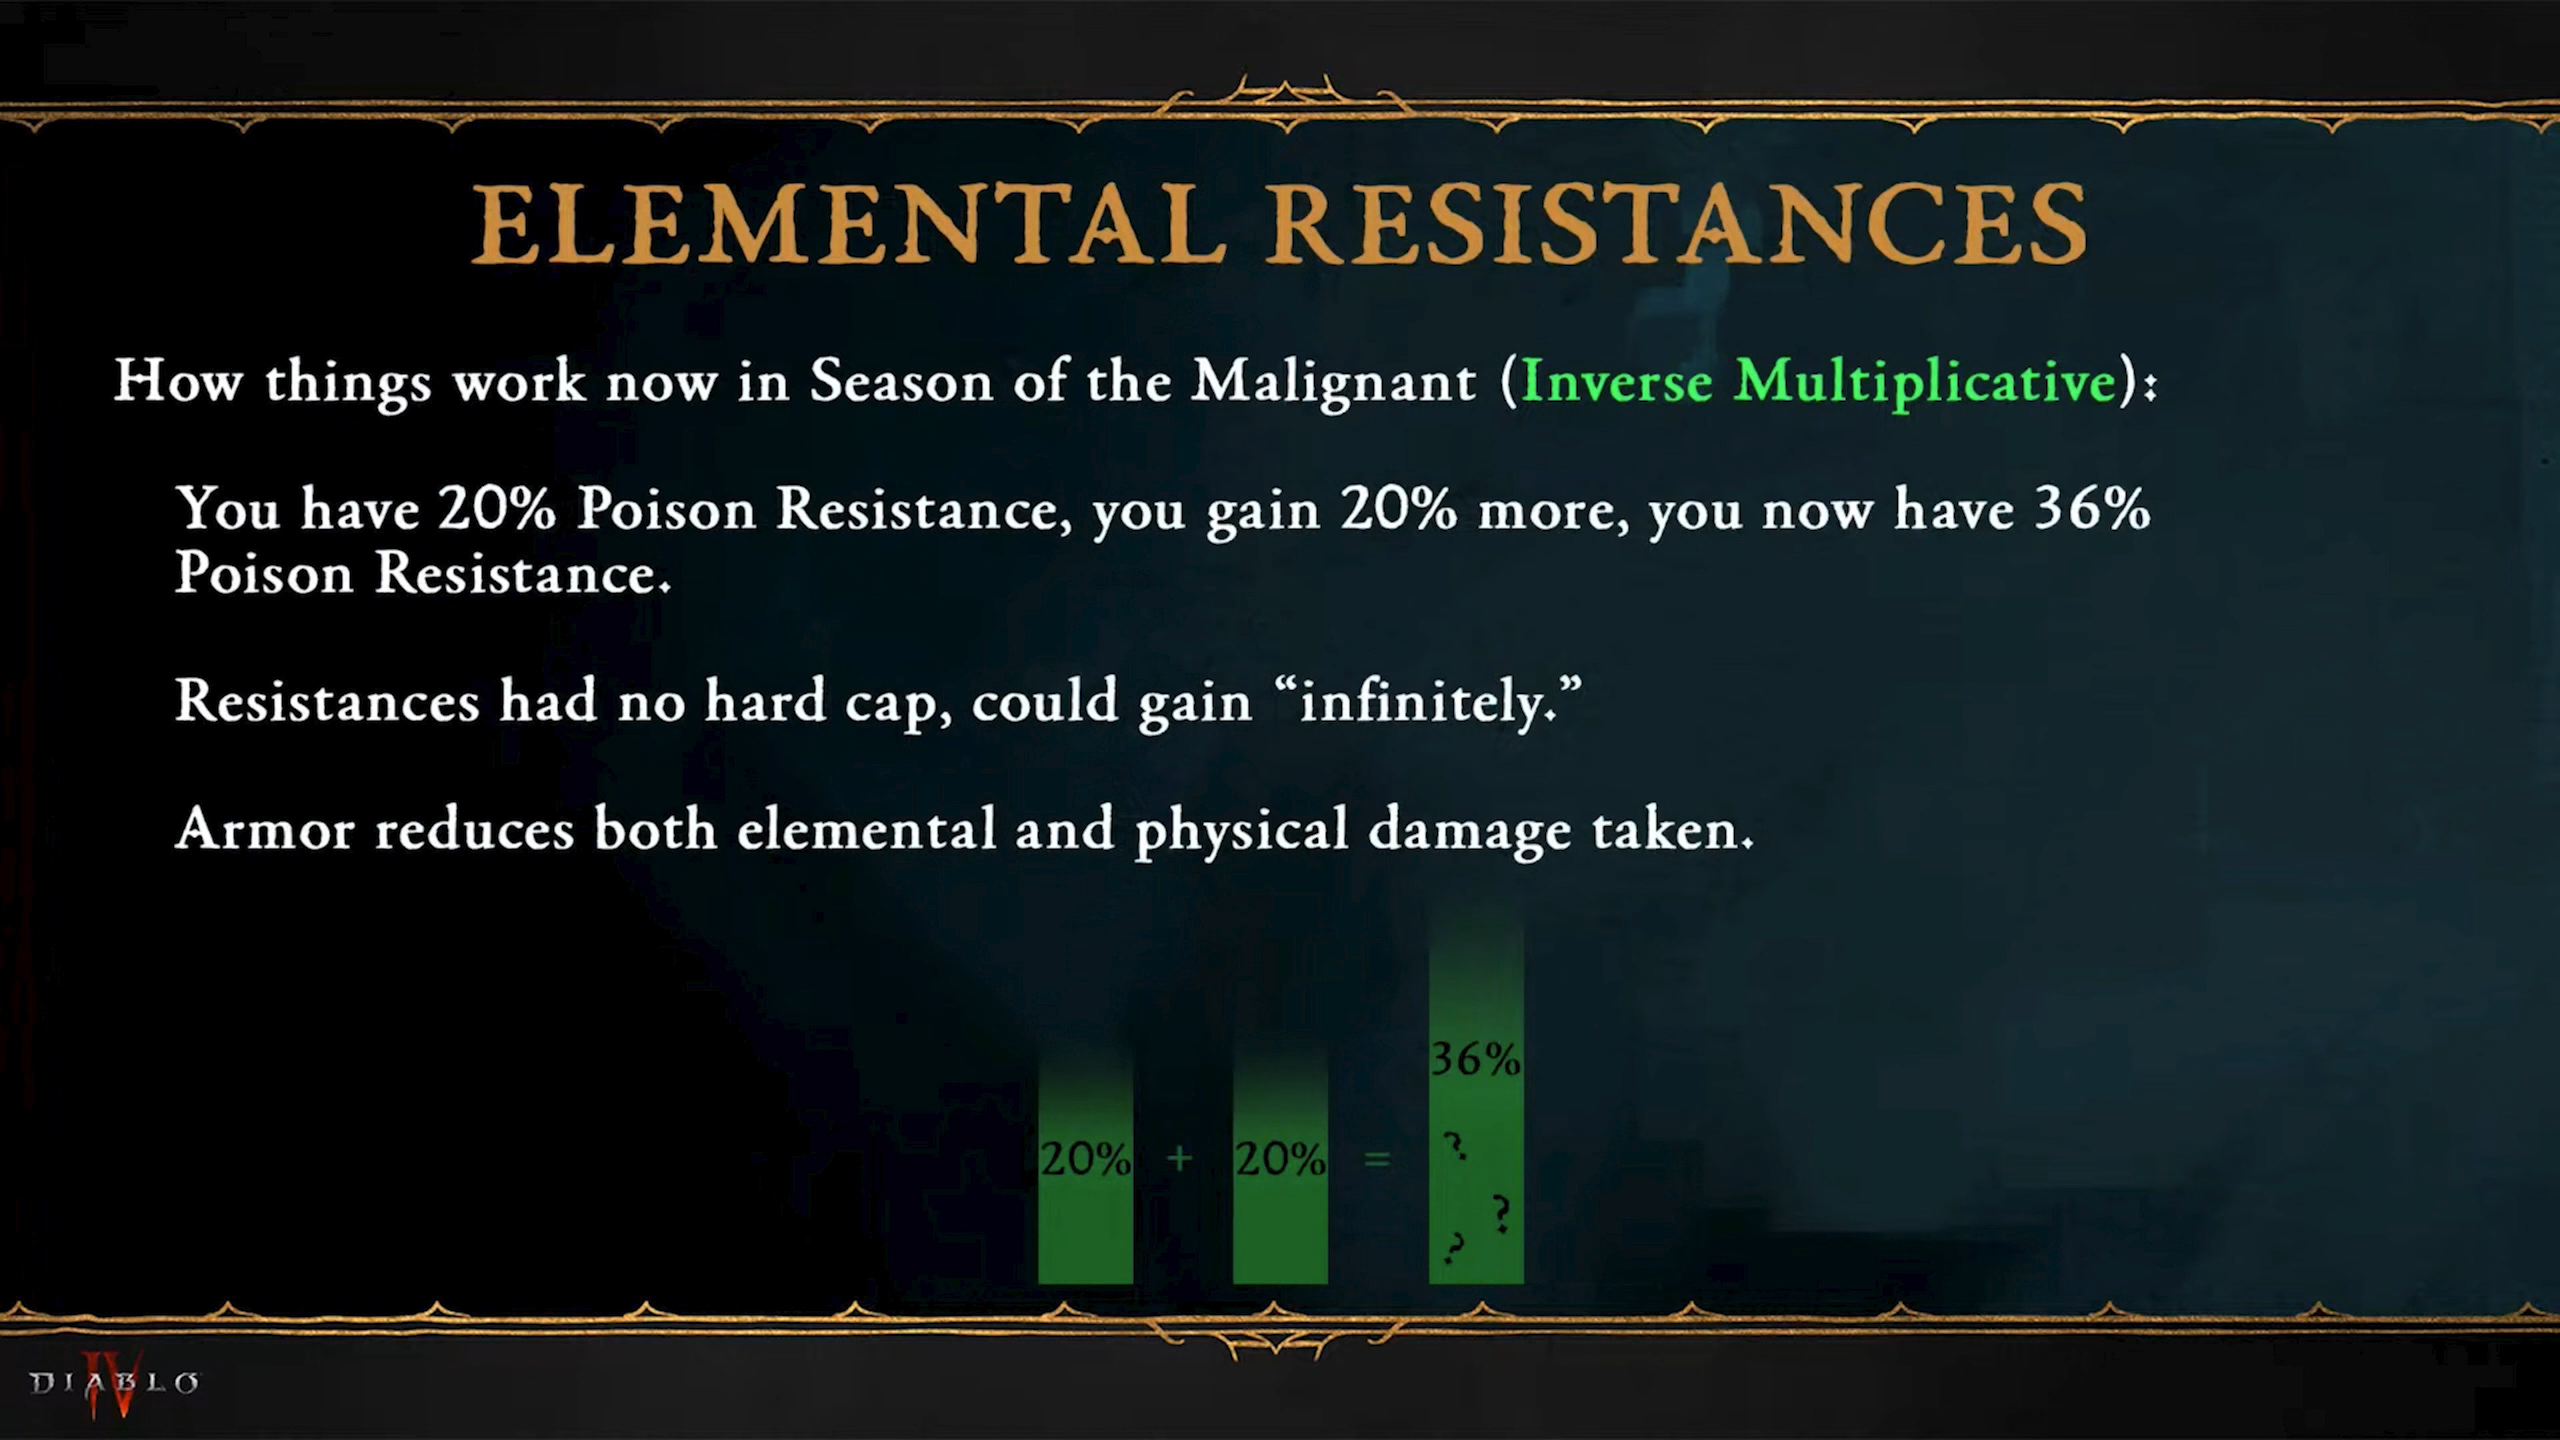 ELEMENTAL RESISTANCES
How things work now in Season of the Malignant (Inverse Multiplicative):
You have 20% Poison Resistance, you gain 20% more, you now have 36%
Poison Resistance.
Resistances had no hard cap, could gain “infinitely.”
Armor reduces both elemental and physical damage taken.
36%
20% + 20% =
?
?
?
DIABLO
IV